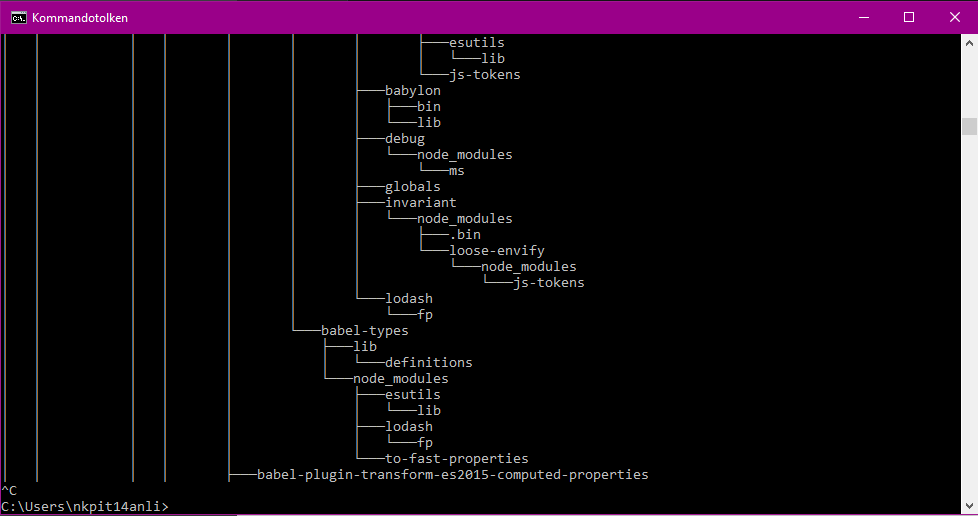 Kommandotolken
esutils
lib
js-tokens
babylon
bin
lib
debug
node_modules
ms
globals
invariant
node_modules
.bin
loose-envify
node_modules
js-tokens
lodash
fp
babel-types
lib
definitions
node_modules
esutils
lib
lodash
fp
to-fast-properties
babel-plugin-transform-es2015-computed-properties
^C
C:\Users\nkpit14anli>